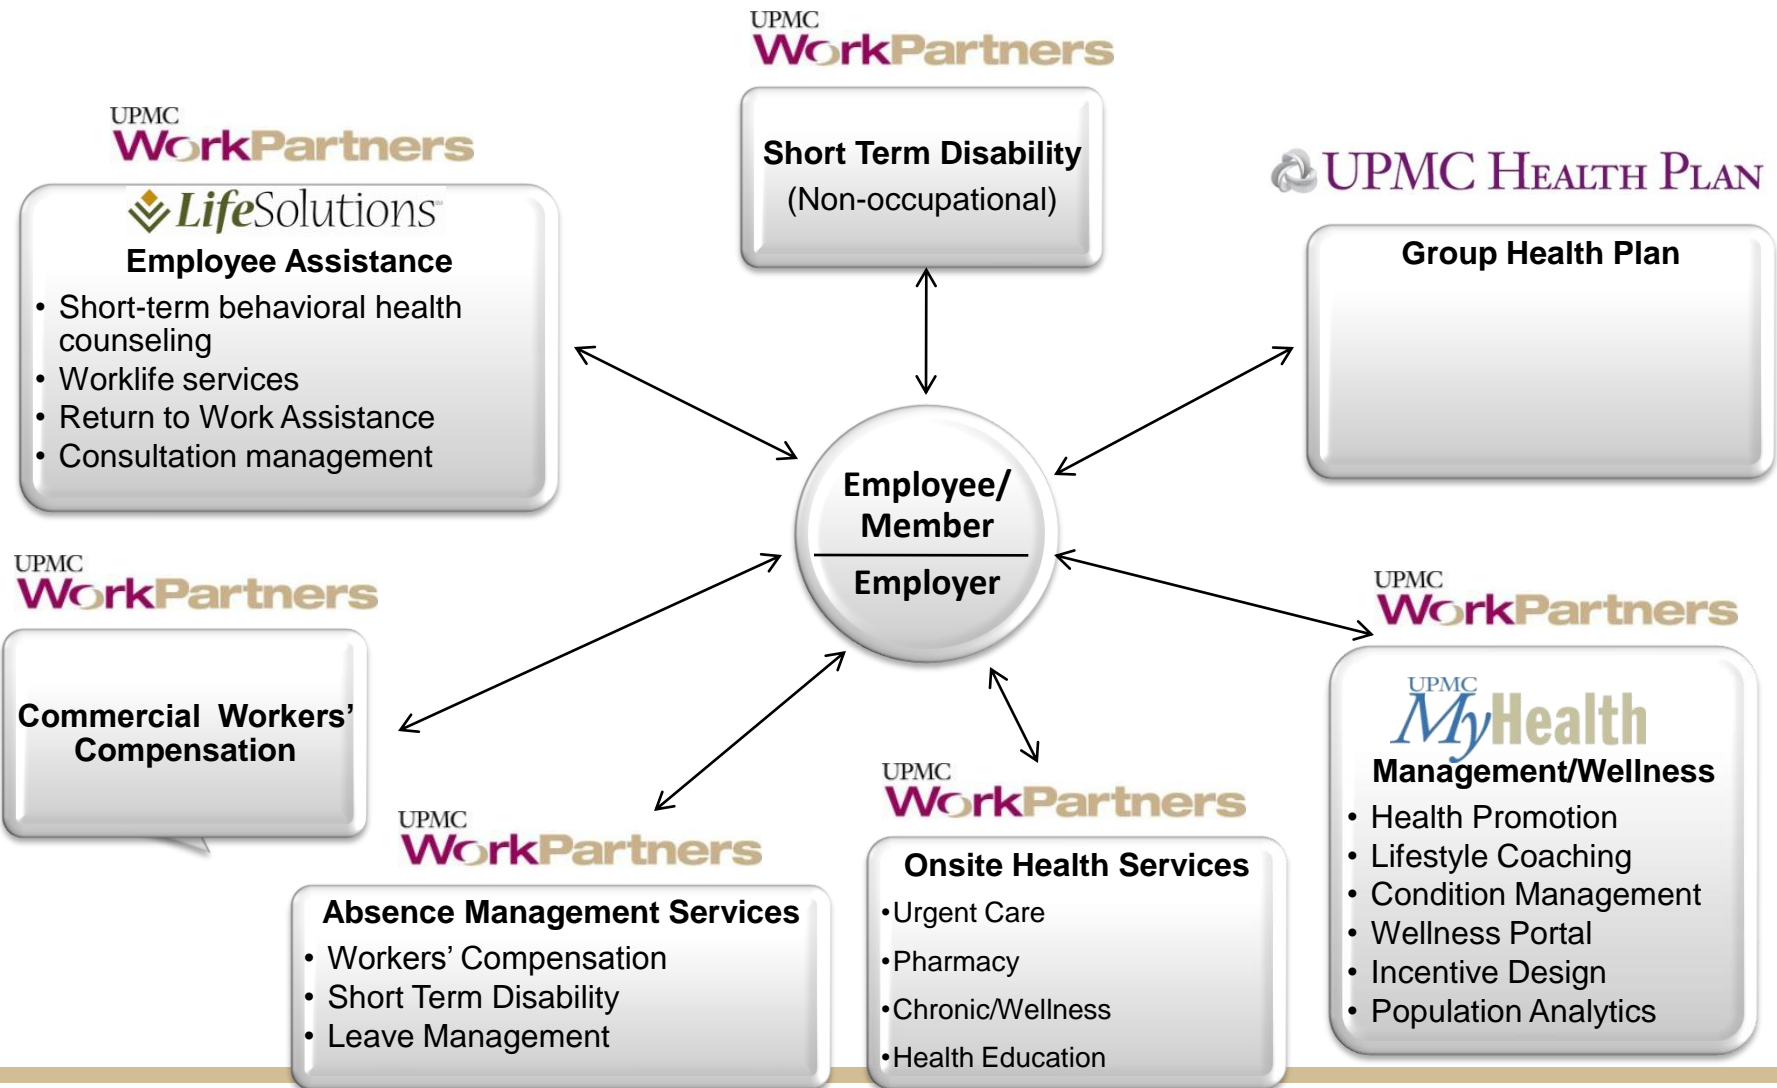 UPMC
WorkPartners
Short Term Disability
(Non-occupational)
UPMC
WorkPartners
LifeSolutions
Employee Assistance
• Short-term behavioral health
counseling
• Worklife services
• Return to Work Assistance
• Consultation management
UPMC HEALTH PLAN
Group Health Plan
Employee/
Member
Employer
UPMC
WorkPartners
Commercial Workers’
Compensation
UPMC
WorkPartners
Absence Management Services
• Workers’ Compensation
• Short Term Disability
• Leave Management
UPMC
WorkPartners
Onsite Health Services
•Urgent Care
•Pharmacy
•Chronic/Wellness
•Health Education
UPMC
WorkPartners
UPMC
MyHealth
Management/Wellness
• Health Promotion
• Lifestyle Coaching
• Condition Management
• Wellness Portal
• Incentive Design
• Population Analytics